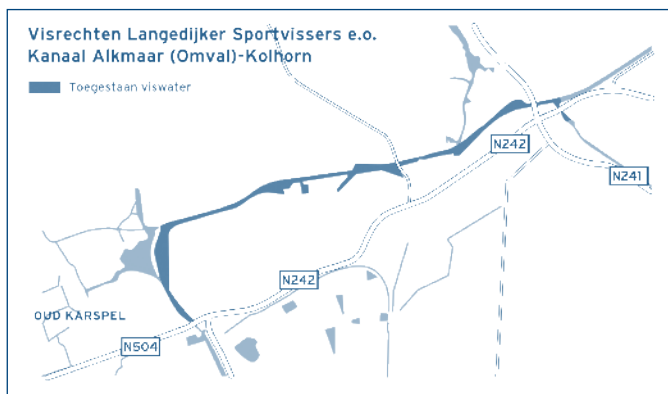 Visrechten Langedijker Sportvissers e.o.
Kanaal Alkmaar (Omval)-Kolhorn
Toegestaan viswater
N242
N241
N242
OUD KARSPEL
N504